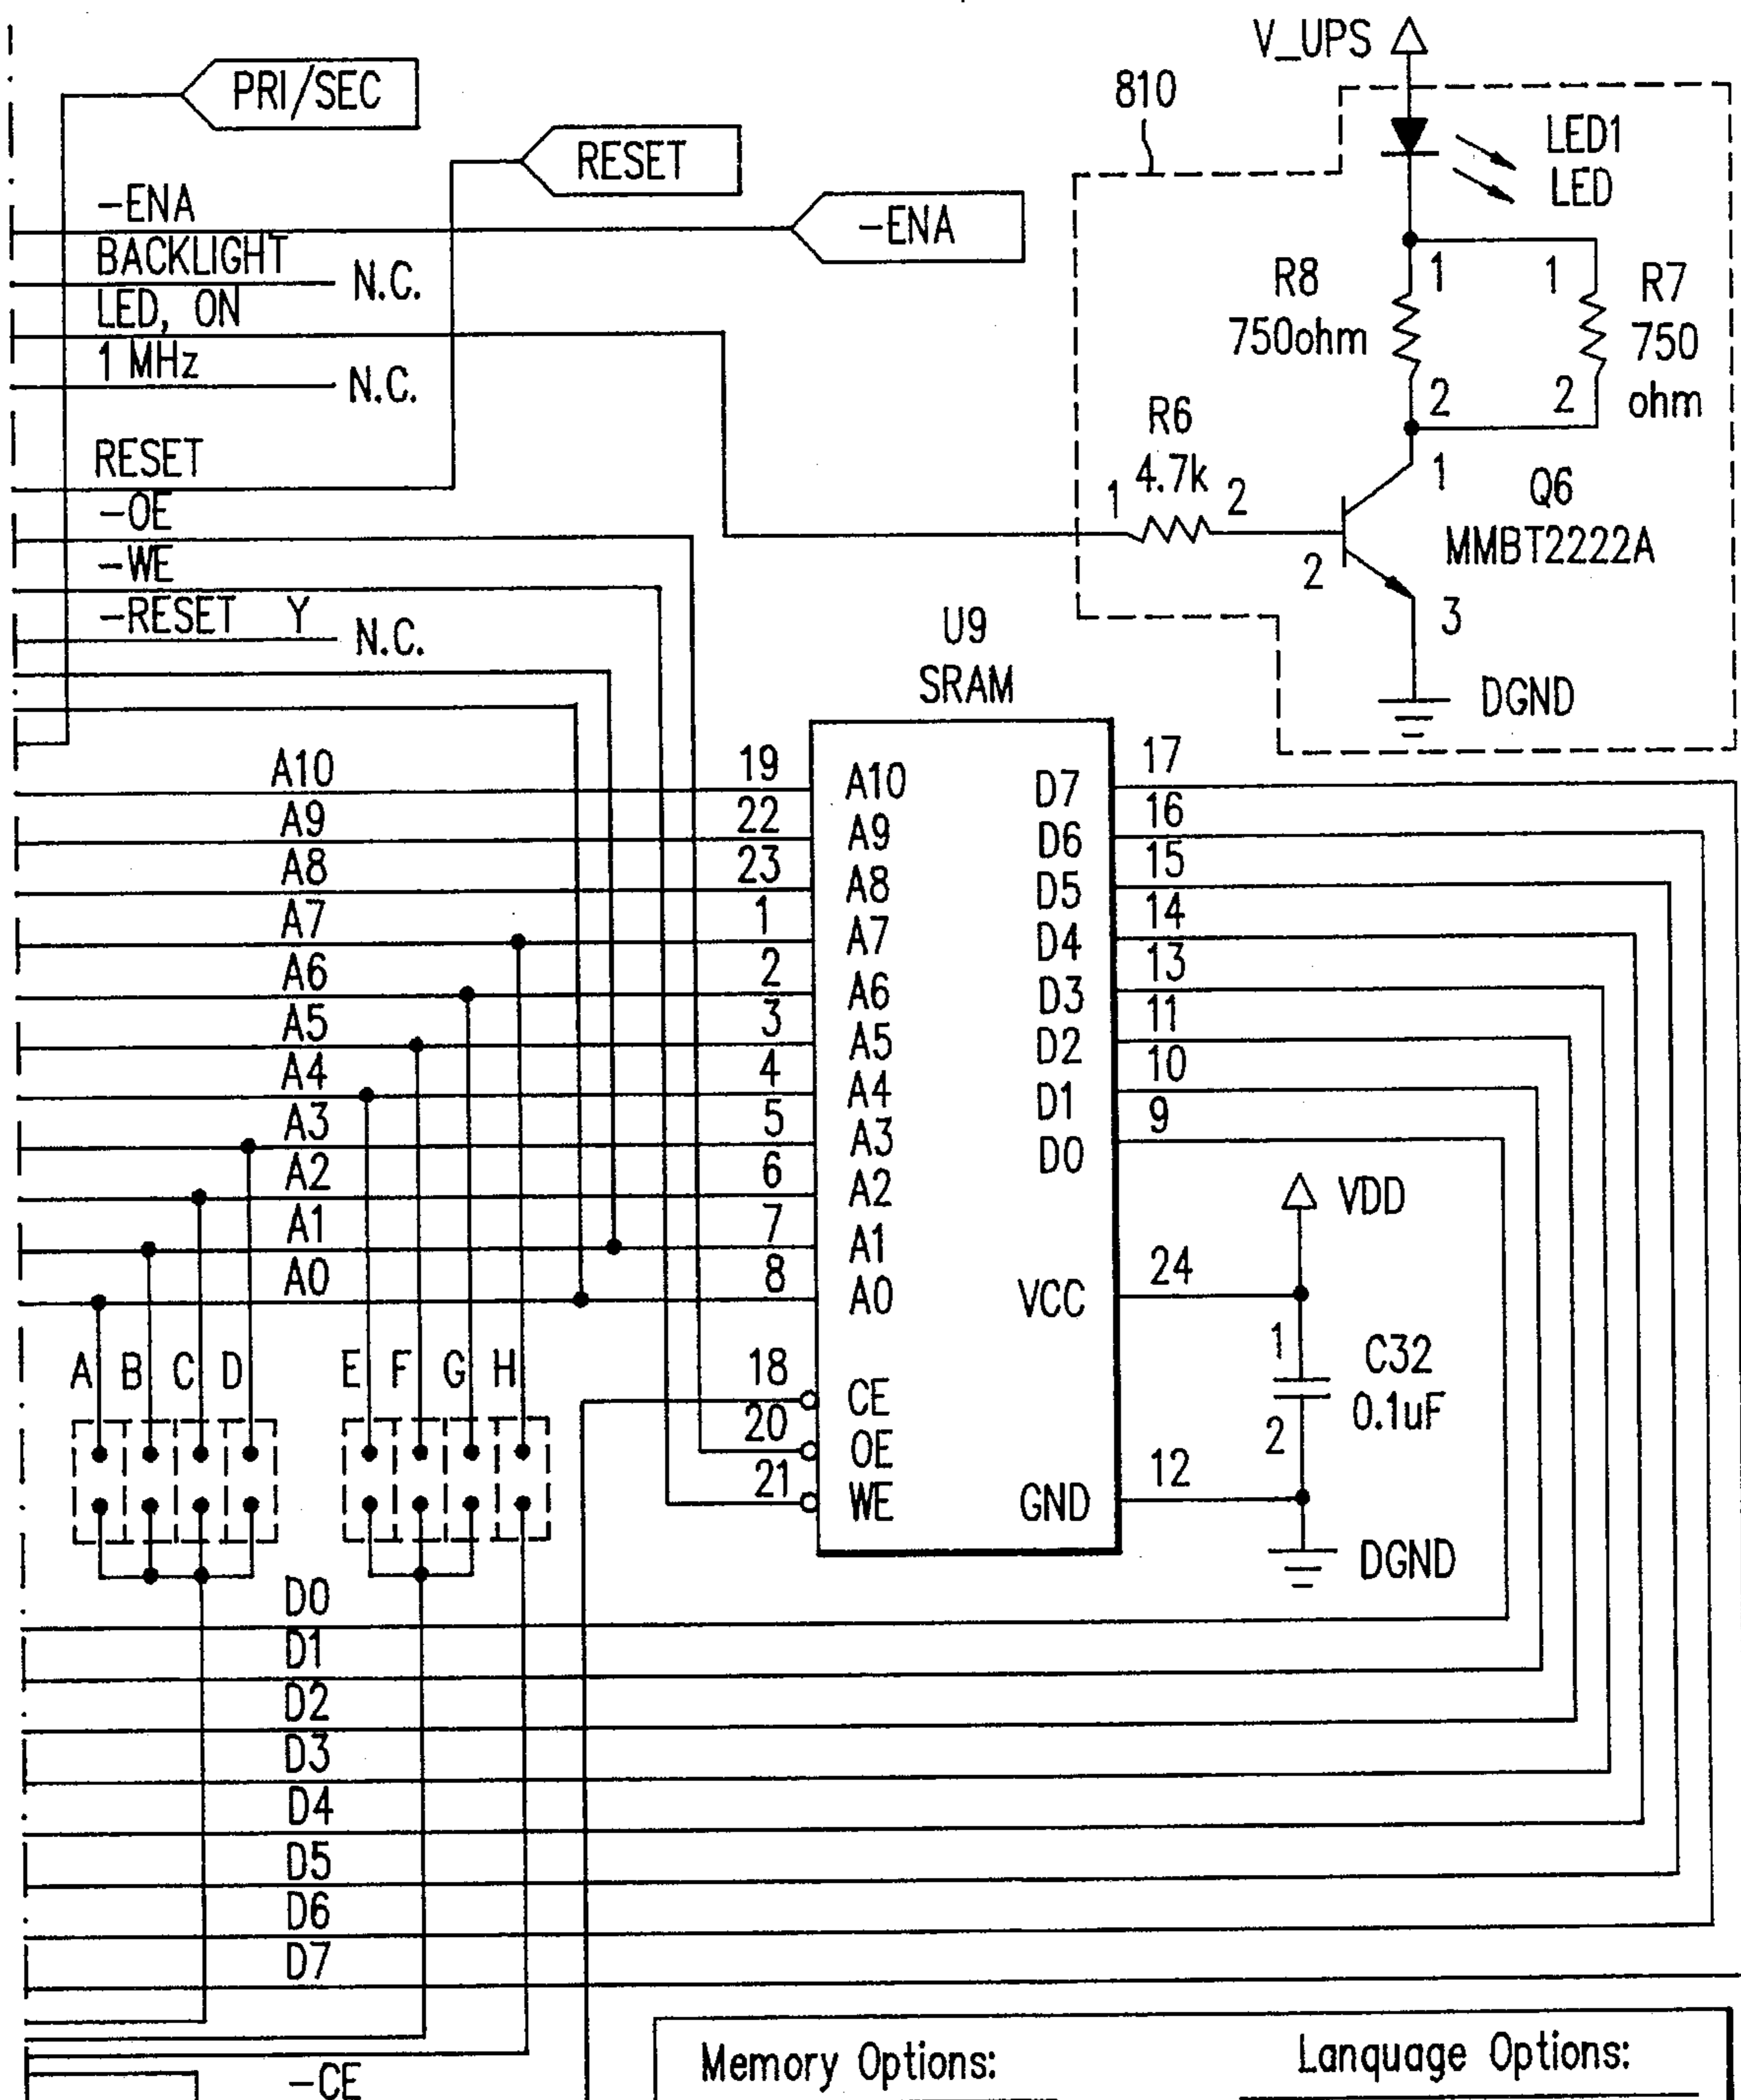 V_UPS
PRI/SEC
810
RESET
LED1
LED
-ENA
-ENA
BACKLIGHT
N.C.
LED, ON
1 MHz
N.C.
R8
750ohm
1
1
R7
750
ohm
2
2
R6
4.7k
1
2
RESET
-OE
-WE
-RESET Y
N.C.
1
Q6
MMBT2222A
2
3
DGND
U9
SRAM
A10 19 A10 D7 17
A9 22 A9 D6 16
A8 23 A8 D5 15
A7 1 A7 D4 14
A6 2 A6 D3 13
A5 3 A5 D2 11
A4 4 A4 D1 10
A3 5 A3 D0 9
A2 6 A2
A1 7 A1
A0 8 A0
VDD
VCC 24
1
C32
0.1uF
2
A B C D E F G H
18 CE
20 OE
21 WE
GND 12
DGND
D0
D1
D2
D3
D4
D5
D6
D7
-CE
Memory Options:
Lanquage Options: